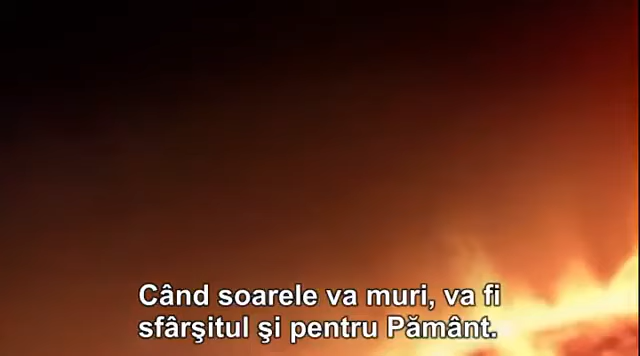 Când soarele va muri, va fi
sfârşitul şi pentru Pământ.